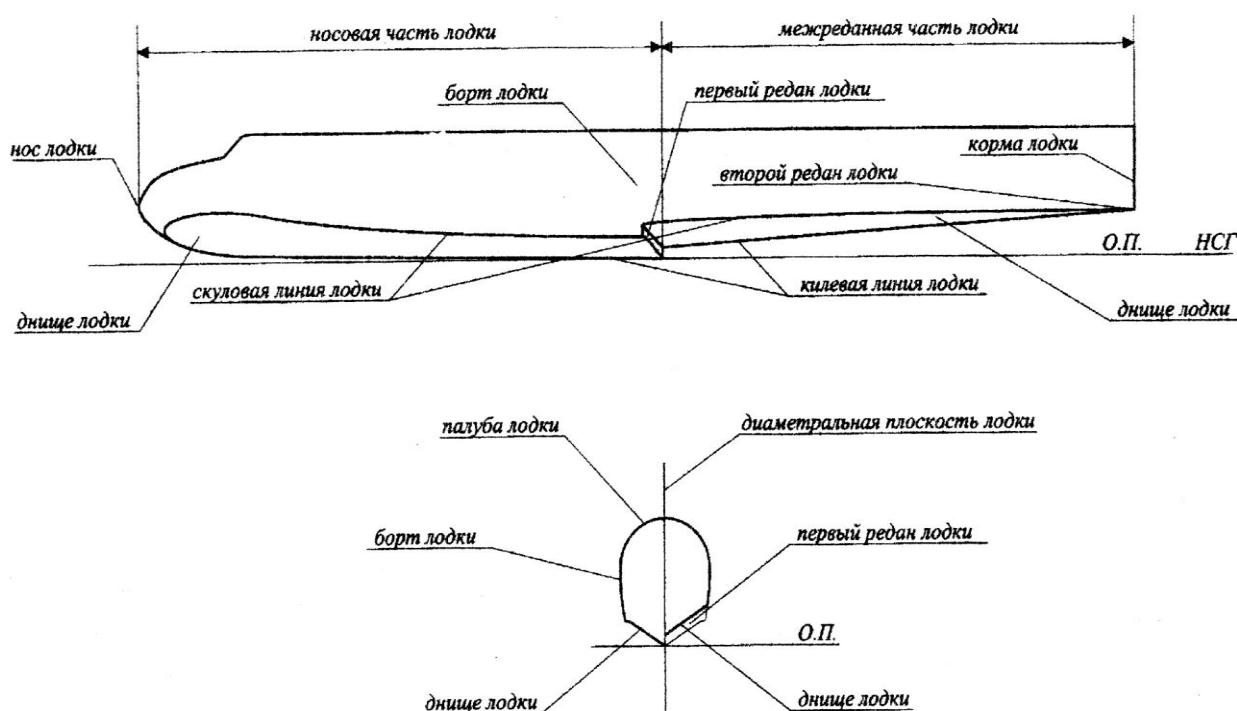 носовая часть лодки
межреданная часть лодки
борт лодки
первый редан лодки
нос лодки
корма лодки
второй редан лодки
О.П. НСГ
скуловая линия лодки
килевая линия лодки
днище лодки
днище лодки
палуба лодки
диаметральная плоскость лодки
борт лодки
первый редан лодки
О.П.
днище лодки
днище лодки